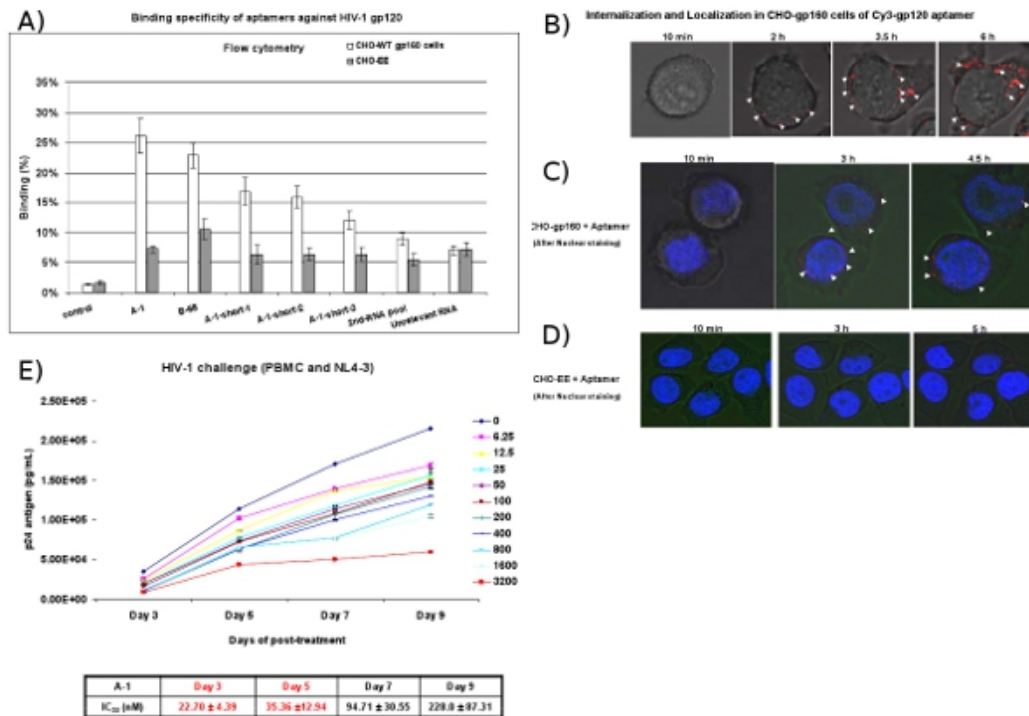 A)
Binding specificity of aptamers against HIV-1 gp120
Flow cytometry
CHO-WT gp160 cells
CHO-EE
Binding (%)
35%
30%
25%
20%
15%
10%
5%
0%
control
A-1
B-68
A-1-short-1
A-1-short-2
A-1-short-3
2nd-RNA pool
Unrelevant RNA
Internalization and Localization in CHO-gp160 cells of Cy3-gp120 aptamer
B)
10 min
2 h
3.5 h
6 h
C)
10 min
3 h
4.5 h
CHO-gp160 + Aptamer
(After Nuclear staining)
D)
10 min
3 h
5 h
CHO-EE + Aptamer
(After Nuclear staining)
E)
HIV-1 challenge (PBMC and NL4-3)
p24 antigen (pg/mL)
2.50E+05
2.00E+05
1.50E+05
1.00E+05
5.00E+04
0.00E+00
Day 3
Day 5
Day 7
Day 9
Days of post-treatment
0
6.25
12.5
25
50
100
200
400
800
1600
3200
A-1 Day 3 Day 5 Day 7 Day 9
IC50 (nM) 22.70 ± 4.39 35.36 ±12.94 94.71 ± 30.55 228.8 ± 87.31